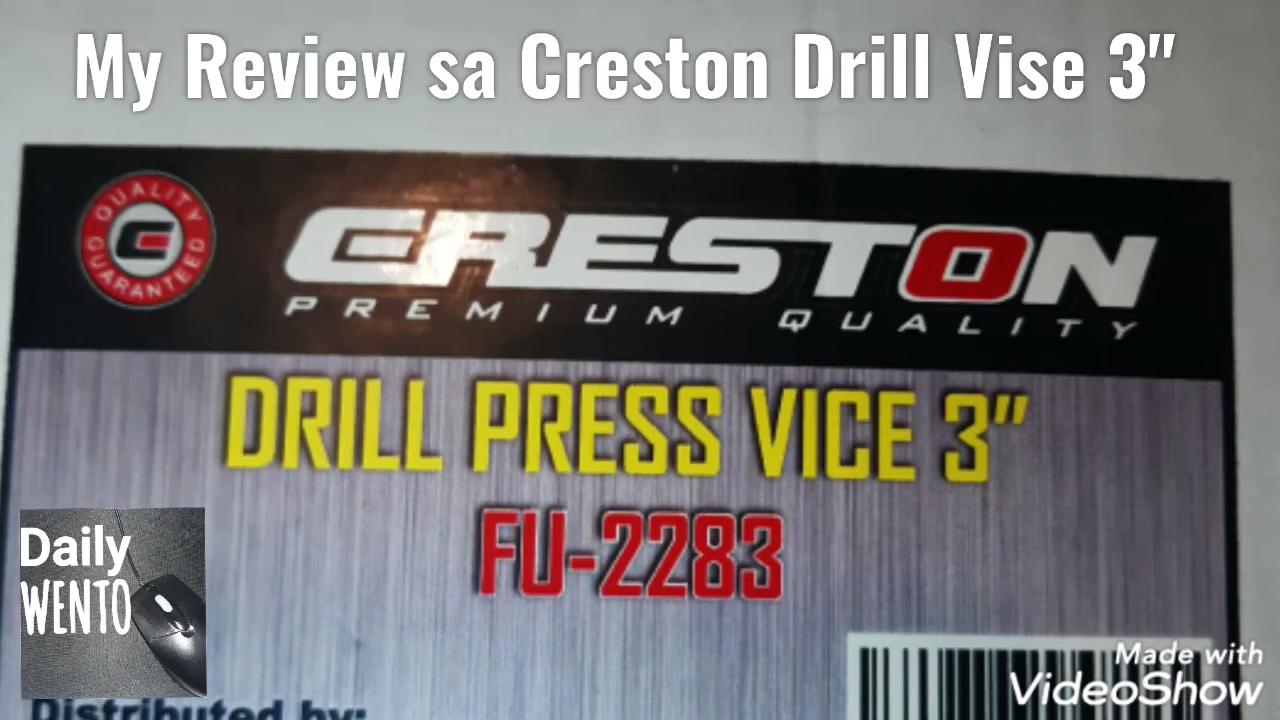 My Review sa Creston Drill Vise 3"
QUALITY GUARANTEED
CRESTON
PREMIUM QUALITY
DRILL PRESS VICE 3"
FU-2283
Daily
WENTO
Distributed by:
Made with
VideoShow